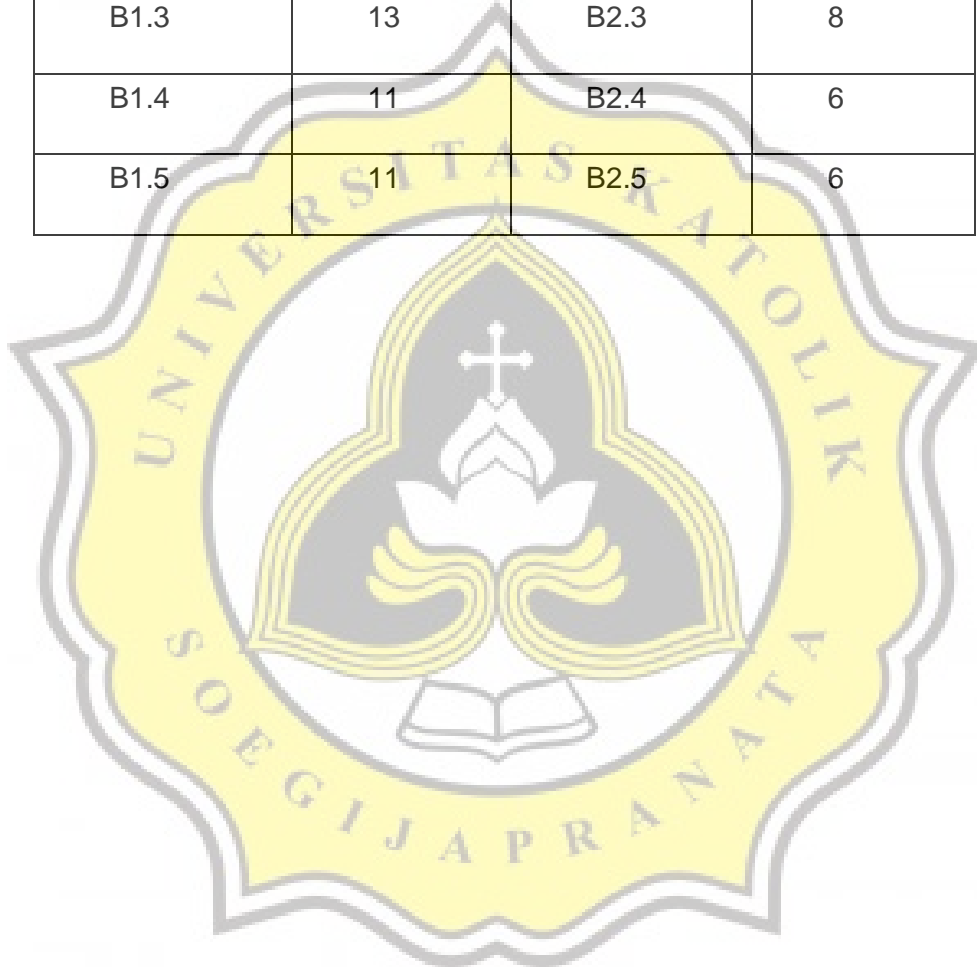 B1.3 13 B2.3 8
B1.4 11 B2.4 6
B1.5 11 B2.5 6
UNIVERSITAS KATOLIK
SOEGIJAPRANATA